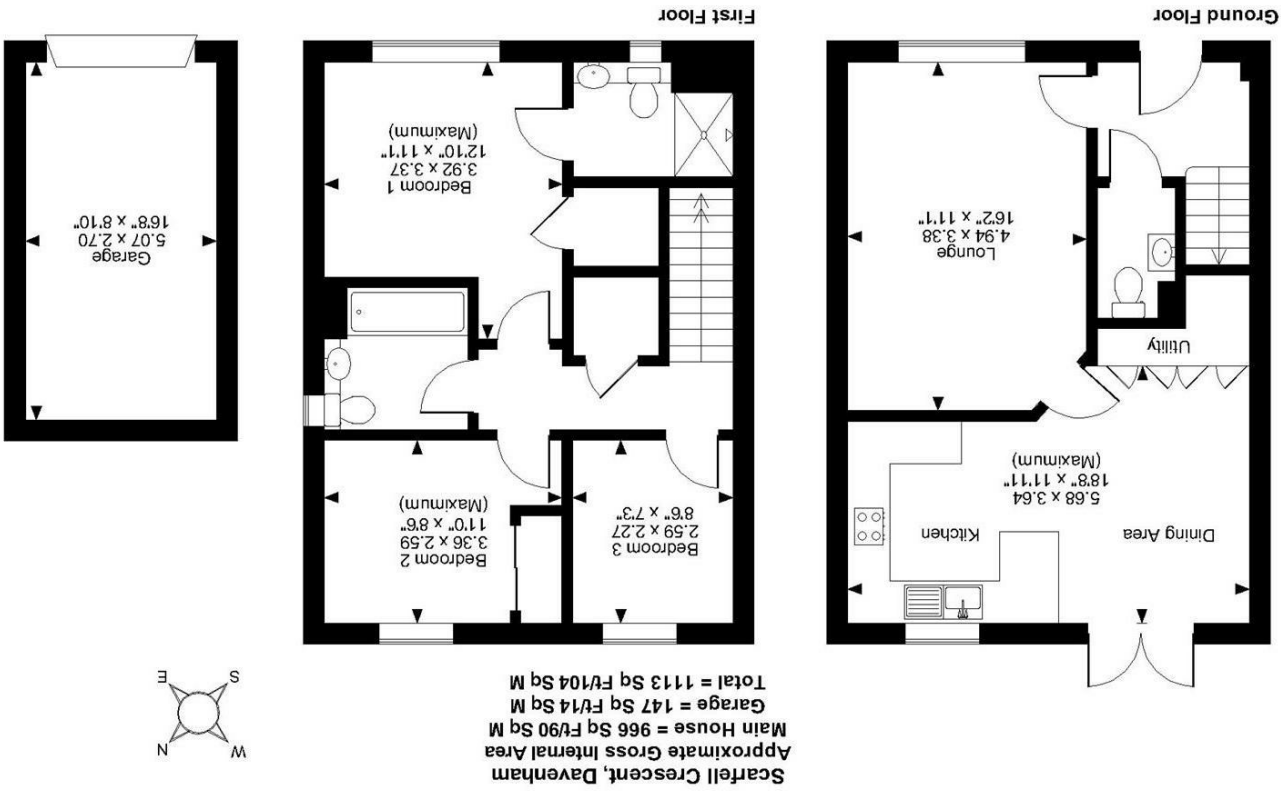 Scarfell Crescent, Davenham
Approximate Gross Internal Area
Main House = 966 Sq Ft/90 Sq M
Garage = 147 Sq Ft/14 Sq M
Total = 1113 Sq Ft/104 Sq M
W
S
N
E
Dining Area
Kitchen
5.68 x 3.64
18'8" x 11'11"
(Maximum)
Utility
Lounge
4.94 x 3.38
16'2" x 11'1"
Ground Floor
Bedroom 3
2.59 x 2.27
8'6" x 7'3"
Bedroom 2
3.36 x 2.59
11'0" x 8'6"
(Maximum)
Bedroom 1
3.92 x 3.37
12'10" x 11'1"
(Maximum)
First Floor
Garage
5.07 x 2.70
16'8" x 8'10"